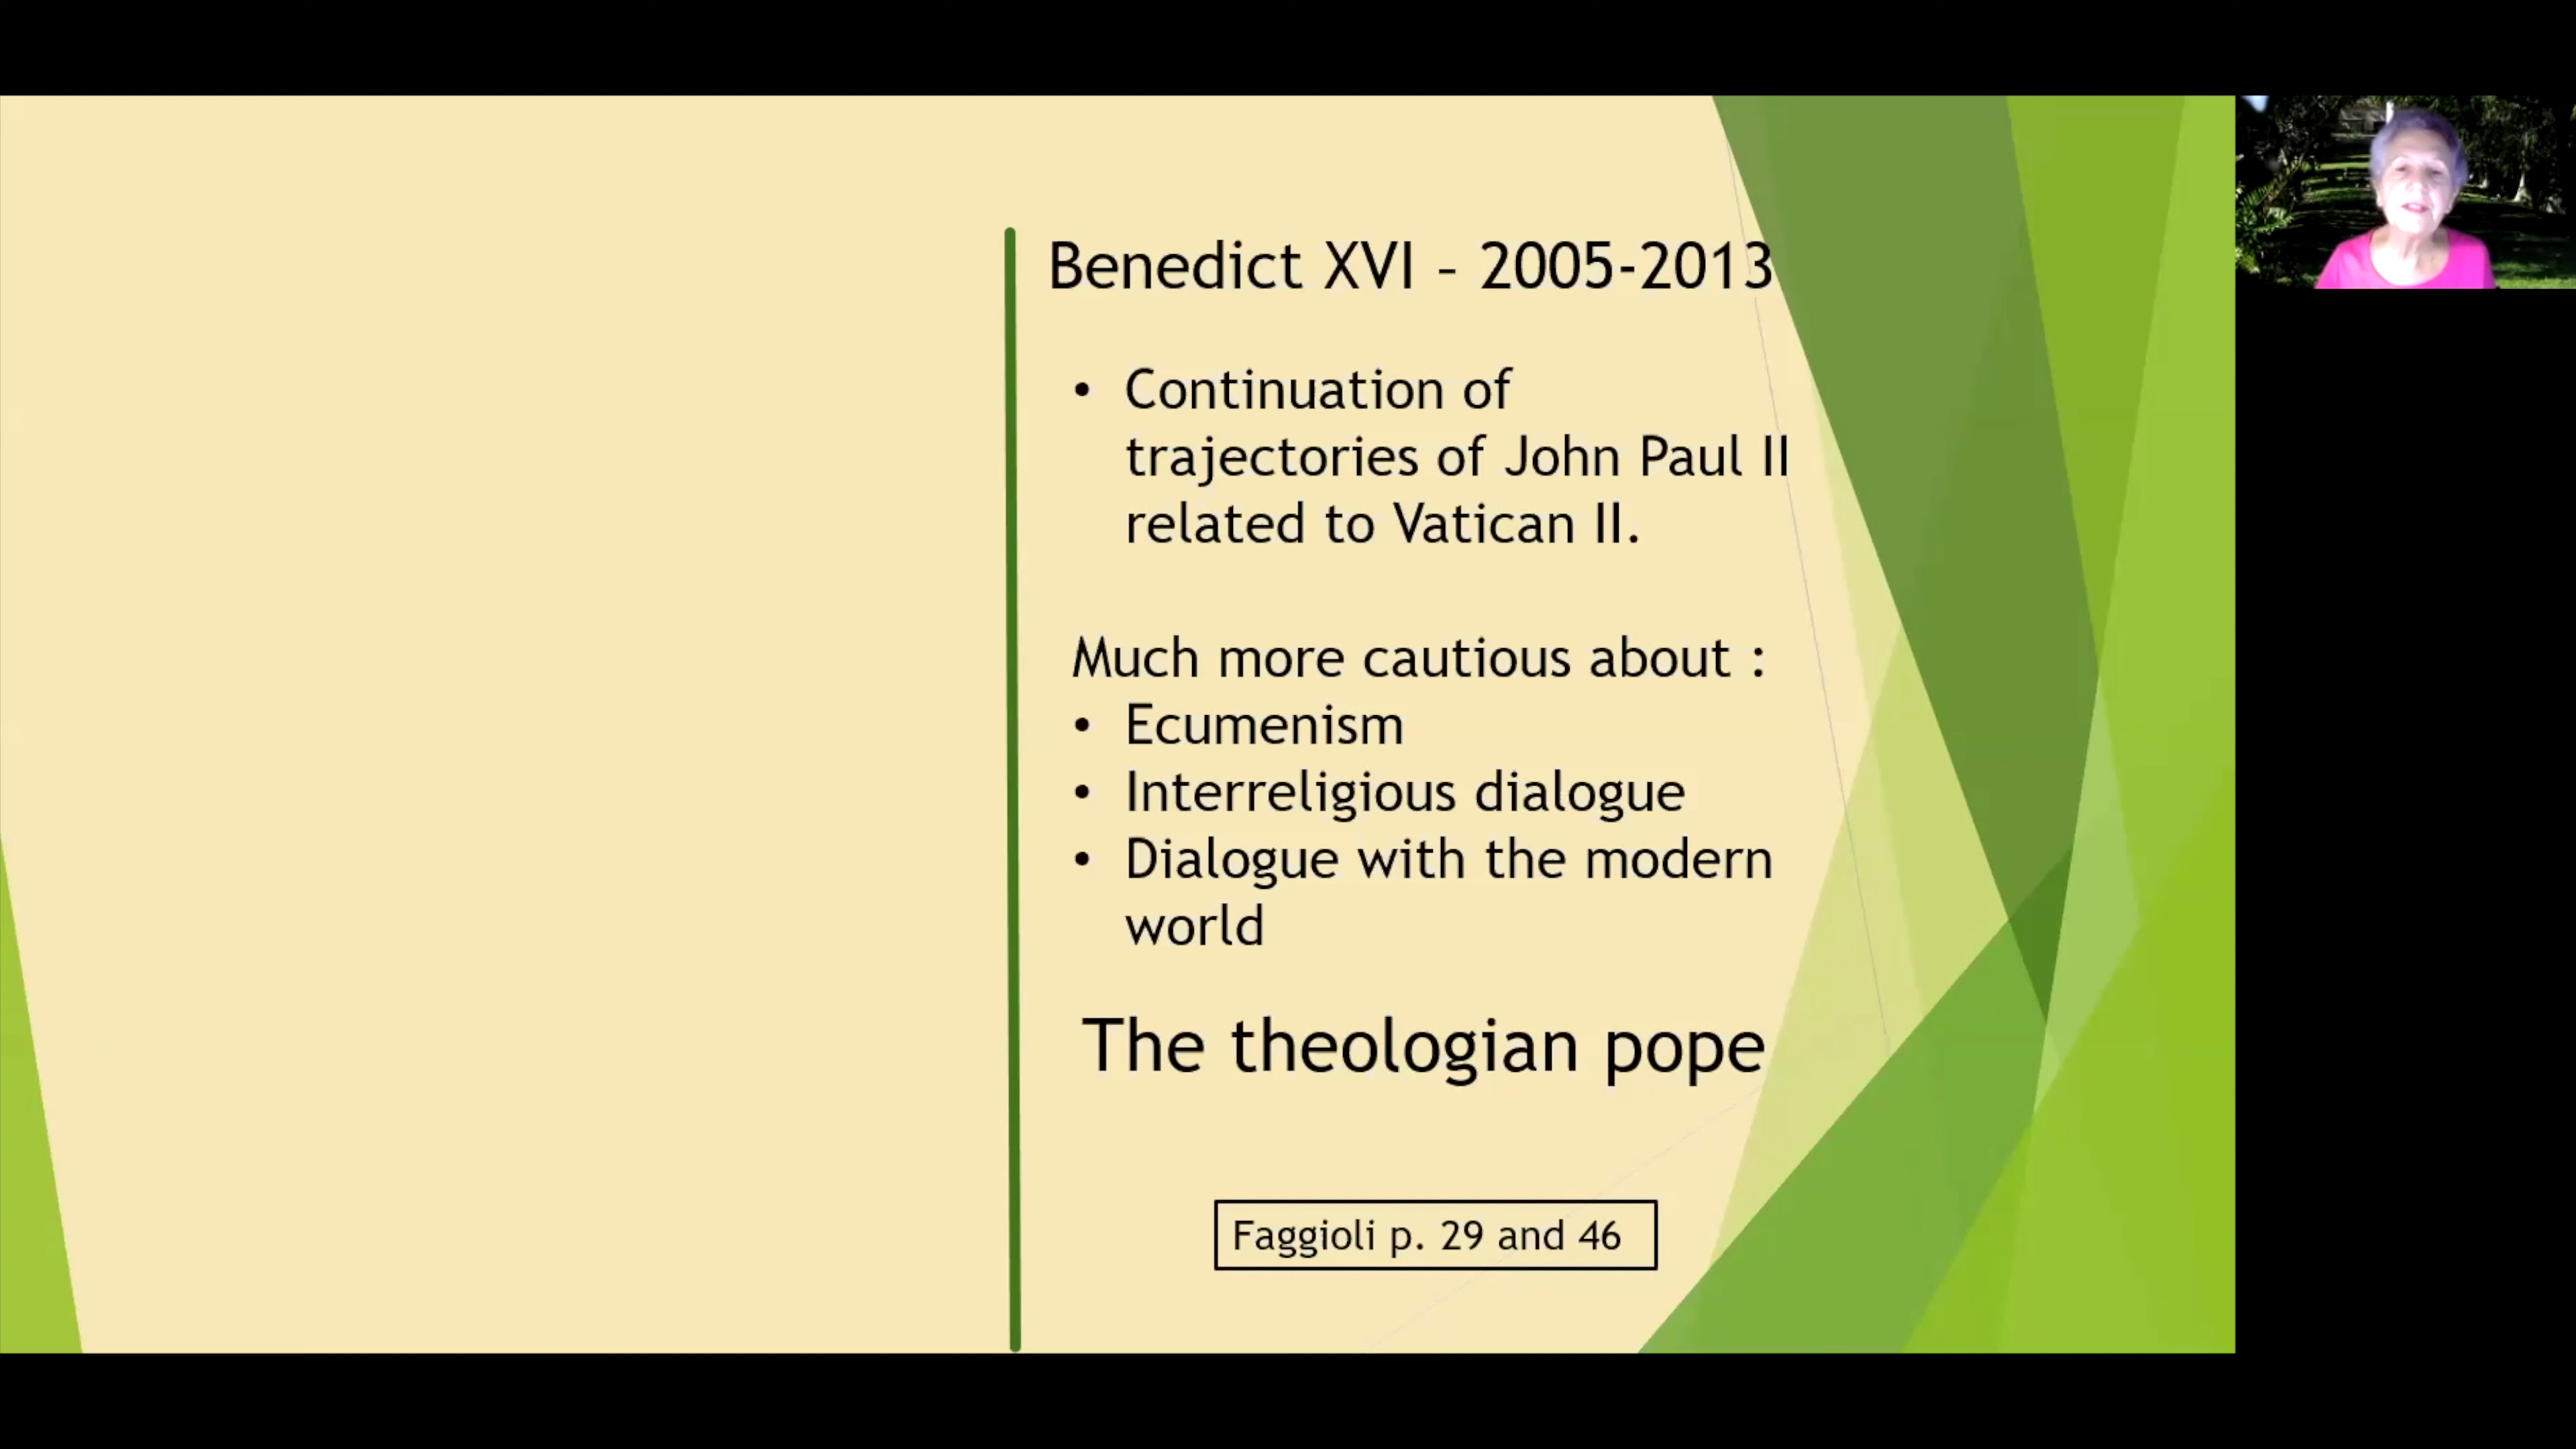 Benedict XVI – 2005-2013
• Continuation of
trajectories of John Paul II
related to Vatican II.
Much more cautious about :
• Ecumenism
• Interreligious dialogue
• Dialogue with the modern
world
The theologian pope
Faggioli p. 29 and 46